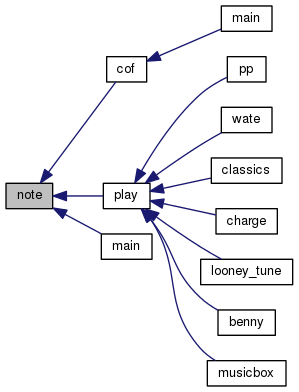 main
cof
pp
wate
classics
note
play
charge
main
looney_tune
benny
musicbox